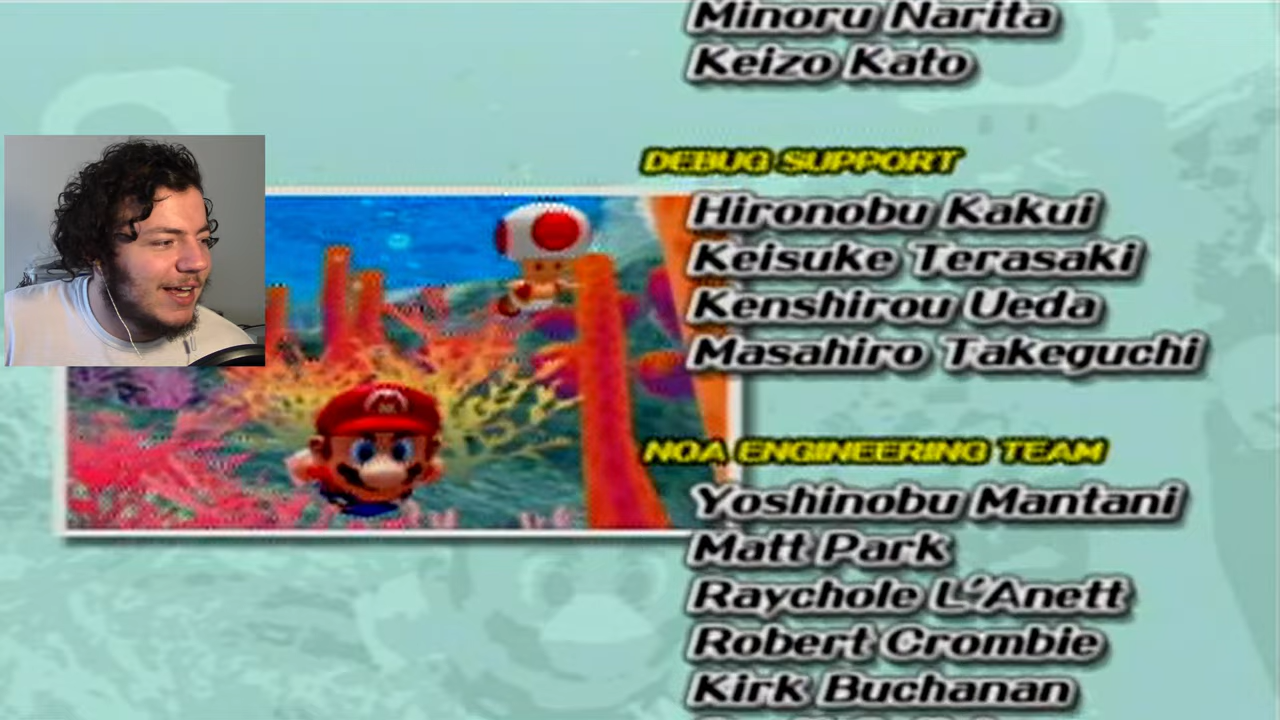 Minoru Narita
Keizo Kato
DEBUG SUPPORT
Hironobu Kakui
Keisuke Terasaki
Kenshirou Ueda
Masahiro Takeguchi
NOA ENGINEERING TEAM
Yoshinobu Mantani
Matt Park
Raychole L'Anett
Robert Crombie
Kirk Buchanan